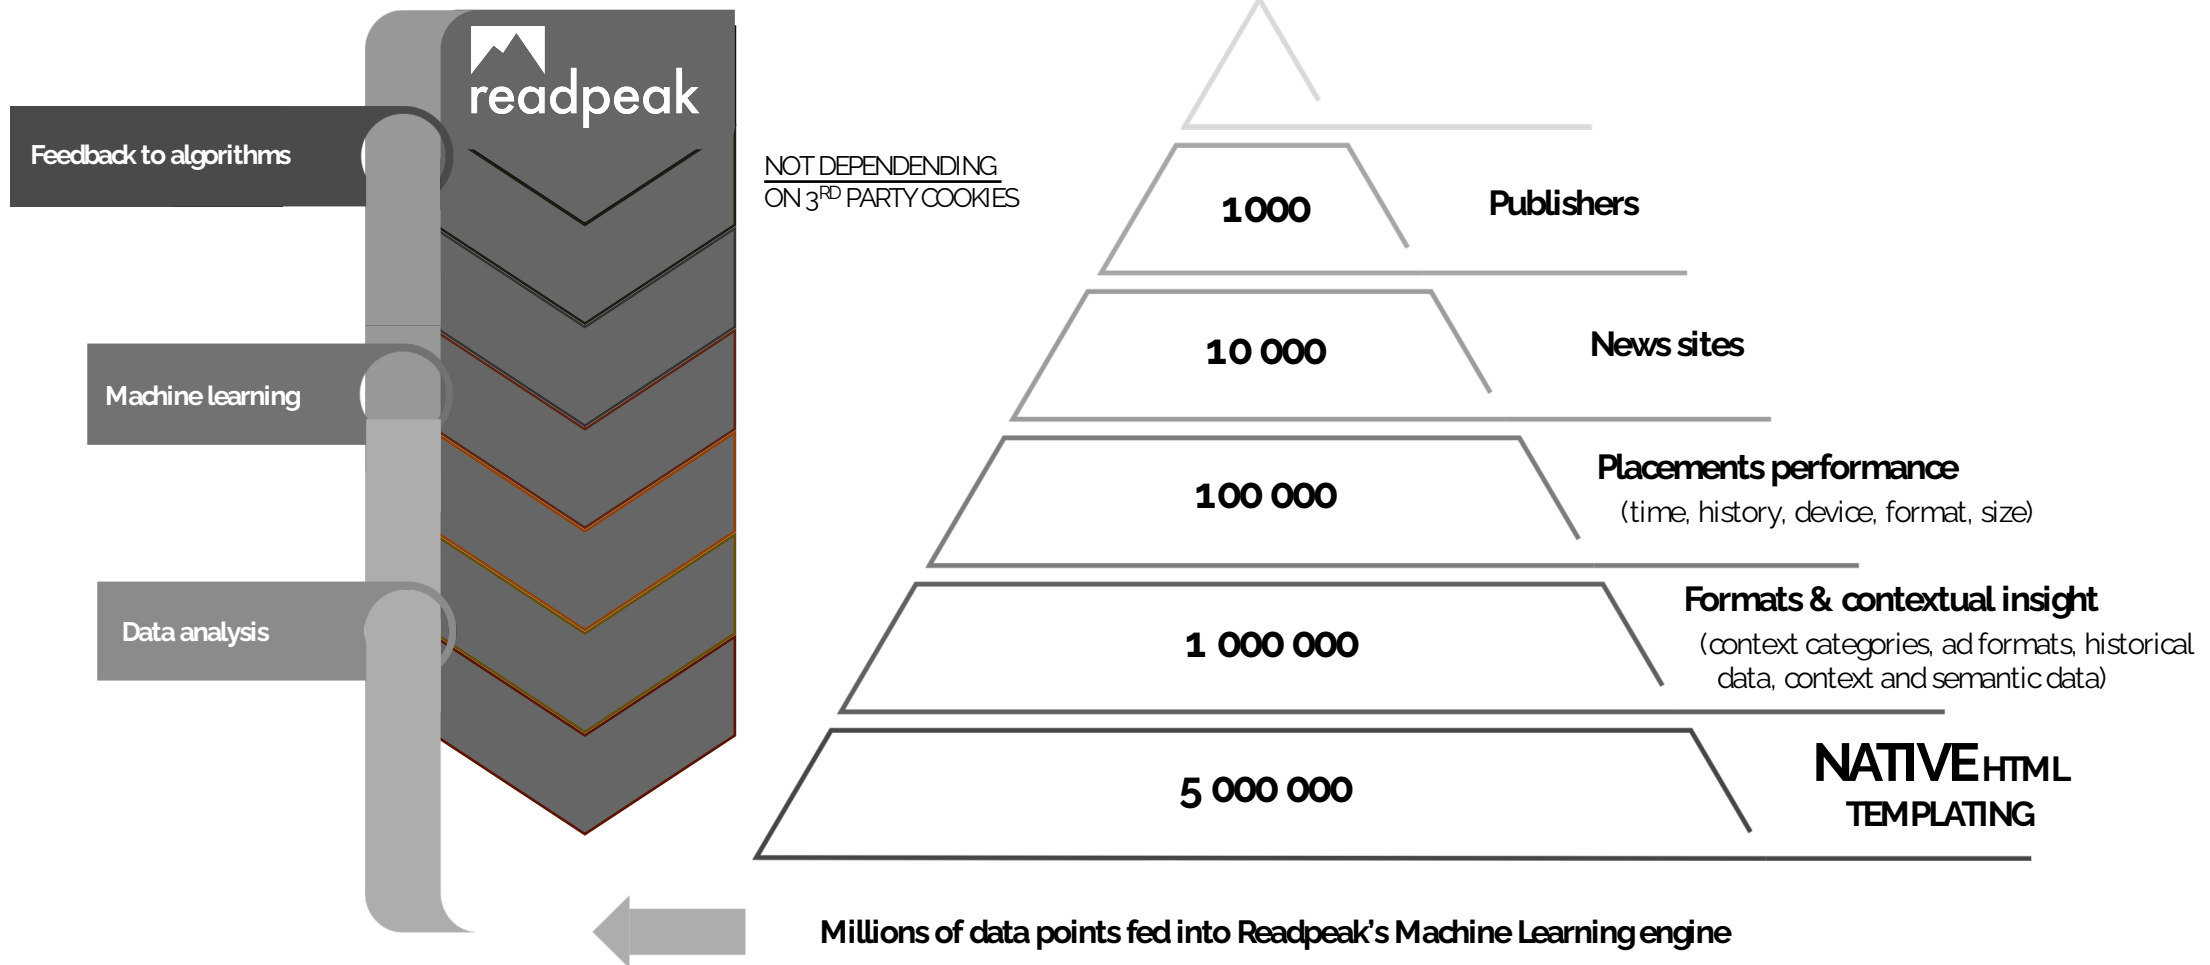 readpeak
Feedback to algorithms
Machine learning
Data analysis
NOT DEPENDENDING
ON 3RD PARTY COOKIES
1000
Publishers
10 000
News sites
100 000
Placements performance
(time, history, device, format, size)
1 000 000
Formats & contextual insight
(context categories, ad formats, historical
data, context and semantic data)
5 000 000
NATIVE HTML
TEMPLATING
Millions of data points fed into Readpeak's Machine Learning engine